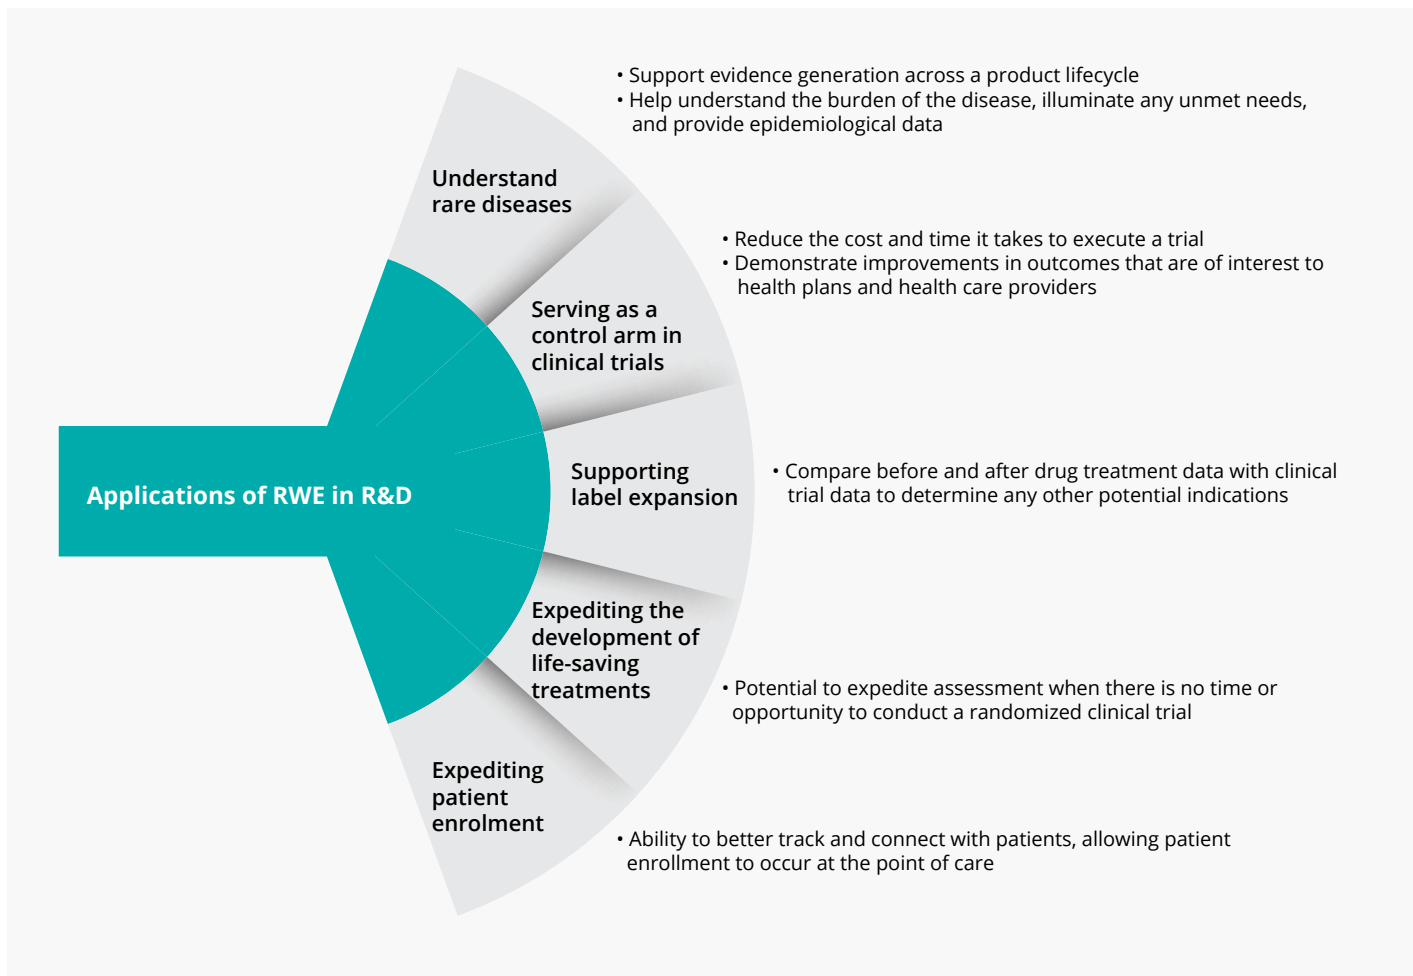 • Support evidence generation across a product lifecycle
• Help understand the burden of the disease, illuminate any unmet needs,
and provide epidemiological data
Understand
rare diseases
• Reduce the cost and time it takes to execute a trial
• Demonstrate improvements in outcomes that are of interest to
health plans and health care providers
Serving as a
control arm in
clinical trials
Applications of RWE in R&D
Supporting
label expansion
• Compare before and after drug treatment data with clinical
trial data to determine any other potential indications
Expediting the
development of
life-saving
treatments
• Potential to expedite assessment when there is no time or
opportunity to conduct a randomized clinical trial
Expediting
patient
enrolment
• Ability to better track and connect with patients, allowing patient
enrollment to occur at the point of care